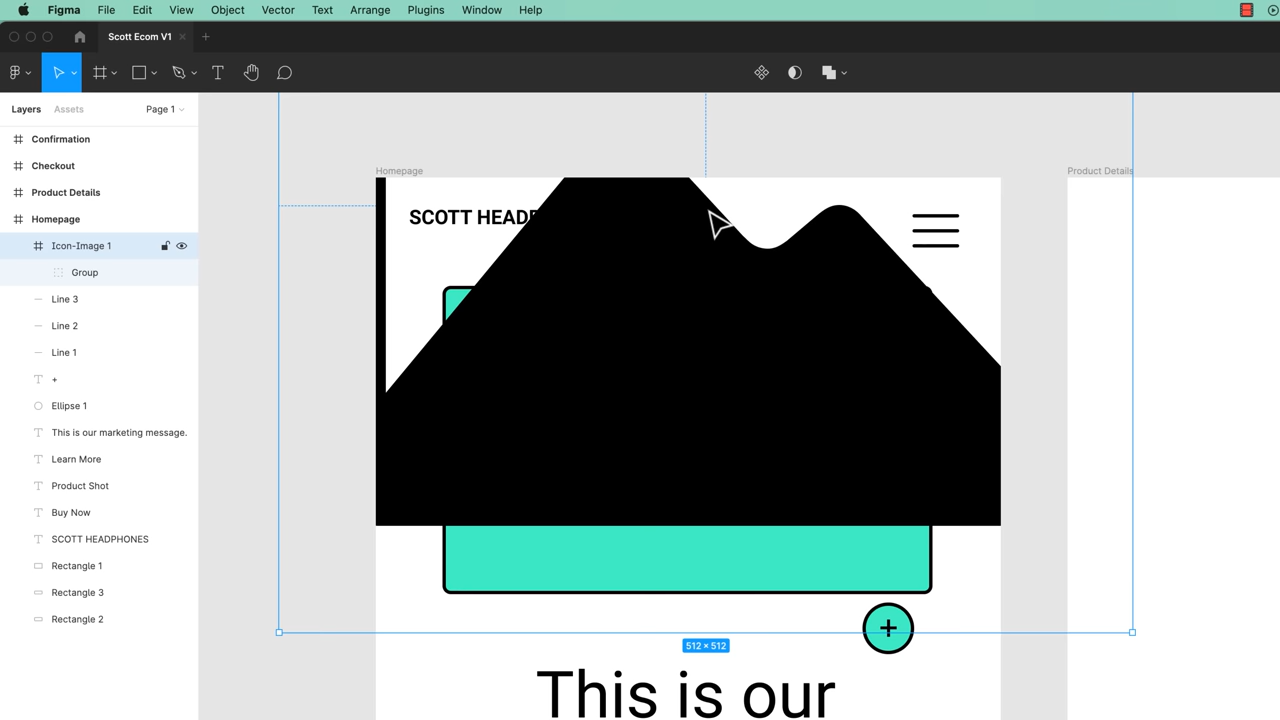 Figma File Edit View Object Vector Text Arrange Plugins Window Help
Scott Ecom V1
Layers Assets Page 1
Confirmation
Checkout
Product Details
Homepage
Icon-Image 1
Group
Line 3
Line 2
Line 1
+
Ellipse 1
This is our marketing message.
Learn More
Product Shot
Buy Now
SCOTT HEADPHONES
Rectangle 1
Rectangle 3
Rectangle 2
Homepage
Product Details
SCOTT HEADP
+
512 × 512
This is our